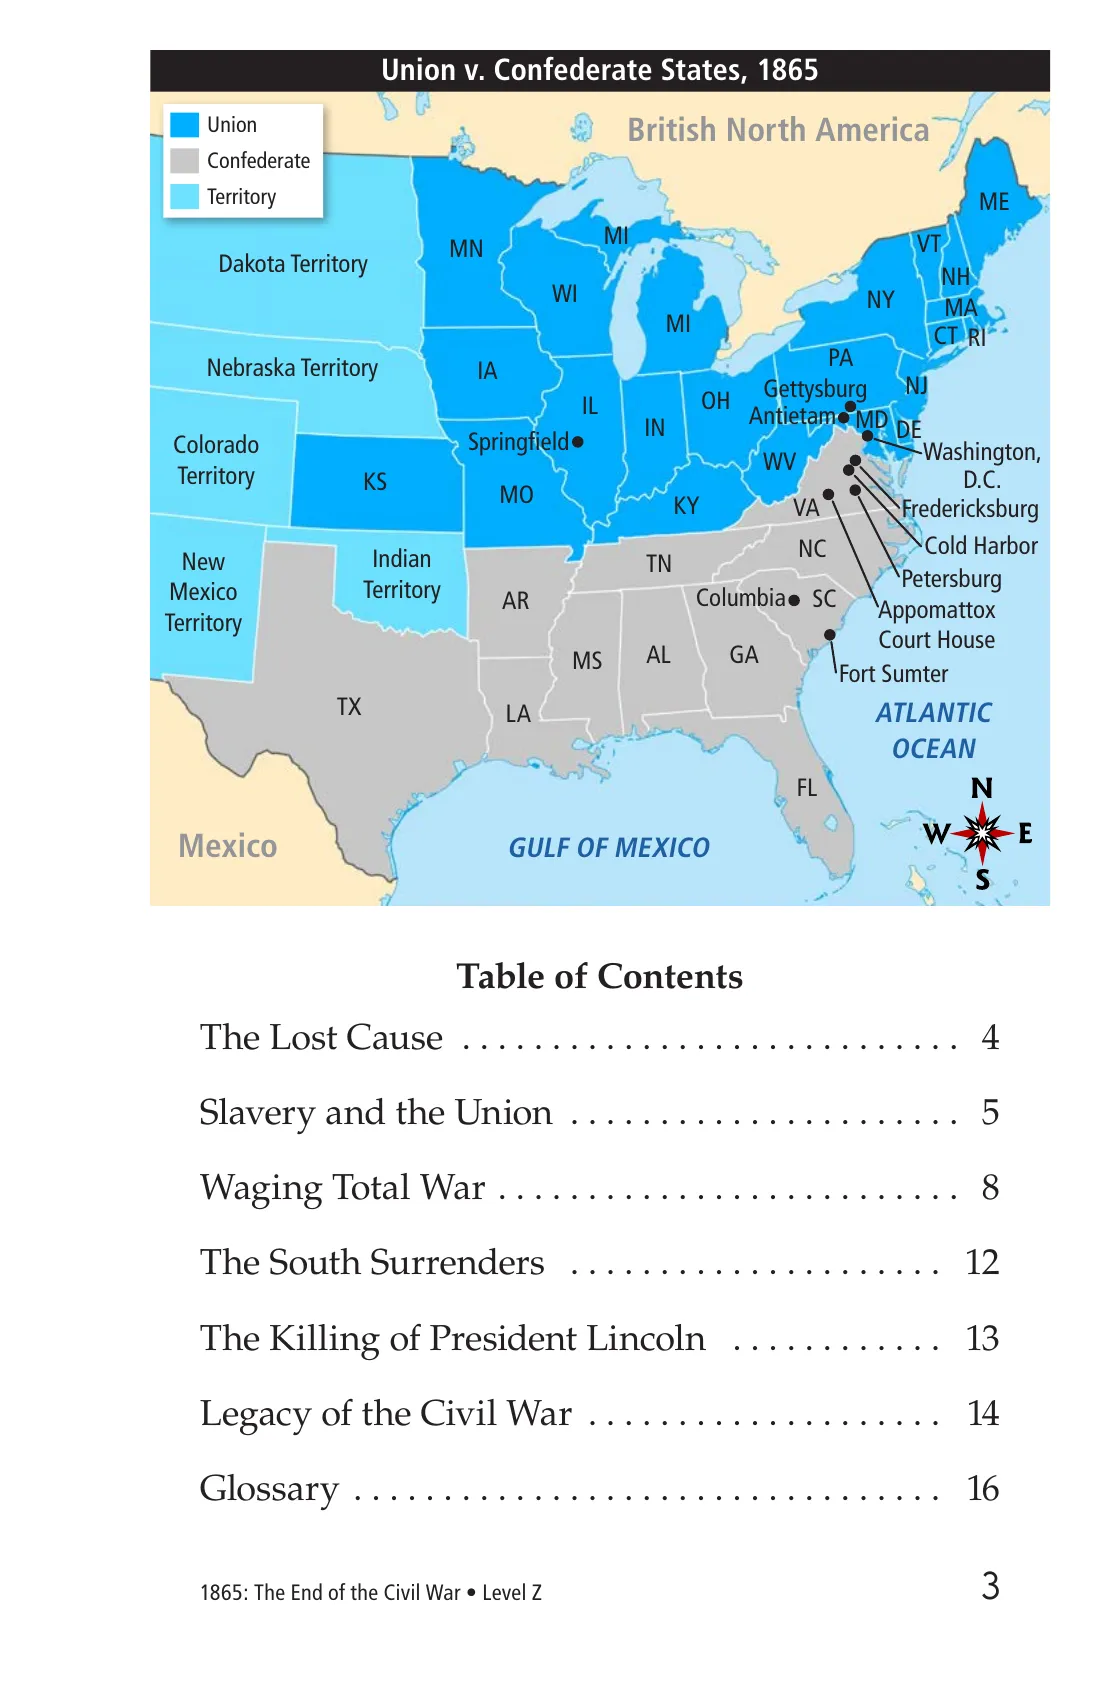 Union v. Confederate States, 1865
Union
Confederate
Territory
British North America
ME
VT
NH
MN
MI
Dakota Territory
WI
NY
MA
MI
CT RI
PA
Nebraska Territory
IA
Gettysburg
NJ
OH
IL
Antietam
MD
DE
IN
Colorado
Territory
Springfield
Washington,
D.C.
WV
KS
MO
KY
VA
Fredericksburg
Cold Harbor
NC
TN
New
Mexico
Territory
Indian
Territory
Petersburg
AR
Columbia
SC
Appomattox
Court House
MS
AL
GA
Fort Sumter
TX
LA
ATLANTIC
OCEAN
FL
N
W
E
S
Mexico
GULF OF MEXICO
Table of Contents
The Lost Cause . . . . . . . . . . . . . . . . . . . . . . . . . . . . 4
Slavery and the Union . . . . . . . . . . . . . . . . . . . . . . 5
Waging Total War . . . . . . . . . . . . . . . . . . . . . . . . . . 8
The South Surrenders . . . . . . . . . . . . . . . . . . . . . 12
The Killing of President Lincoln . . . . . . . . . . . . 13
Legacy of the Civil War . . . . . . . . . . . . . . . . . . . . 14
Glossary . . . . . . . . . . . . . . . . . . . . . . . . . . . . . . . . . 16
1865: The End of the Civil War • Level Z
3